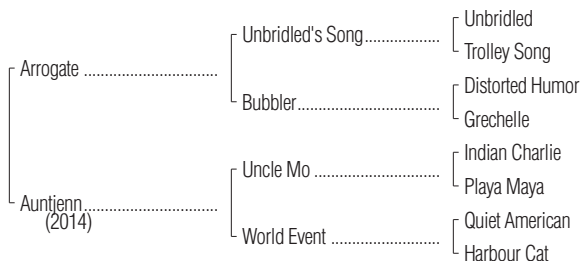 Unbridled
Unbridled's Song
Trolley Song
Arrogate
Distorted Humor
Bubbler
Grechelle
Indian Charlie
Uncle Mo
Playa Maya
Auntjenn
(2014)
Quiet American
World Event
Harbour Cat